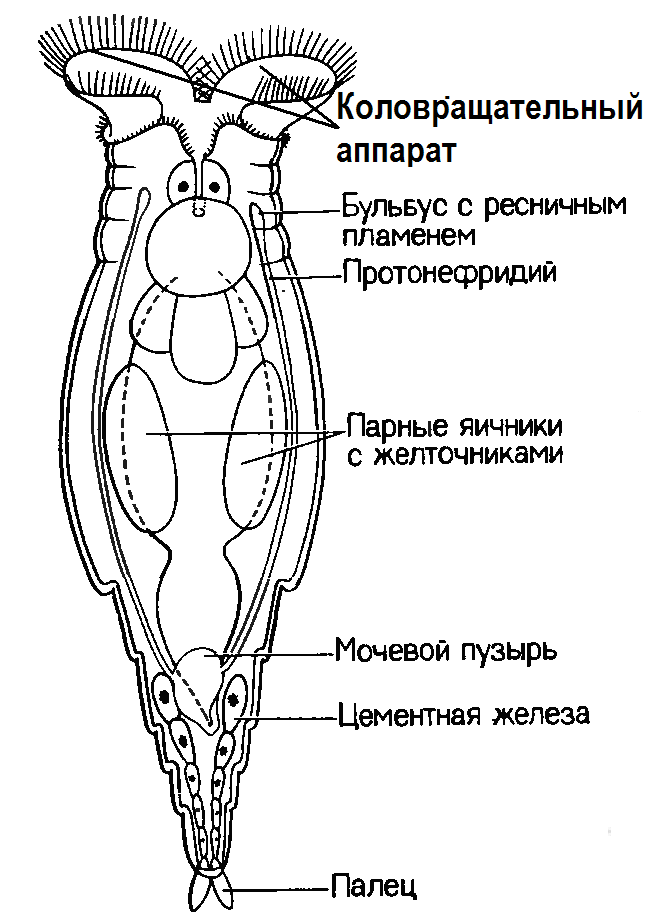 Коловращательный
аппарат
Бульбус с ресничным
пламенем
Протонефридий
Парные яичники
с желточниками
Мочевой пузырь
Цементная железа
Палец